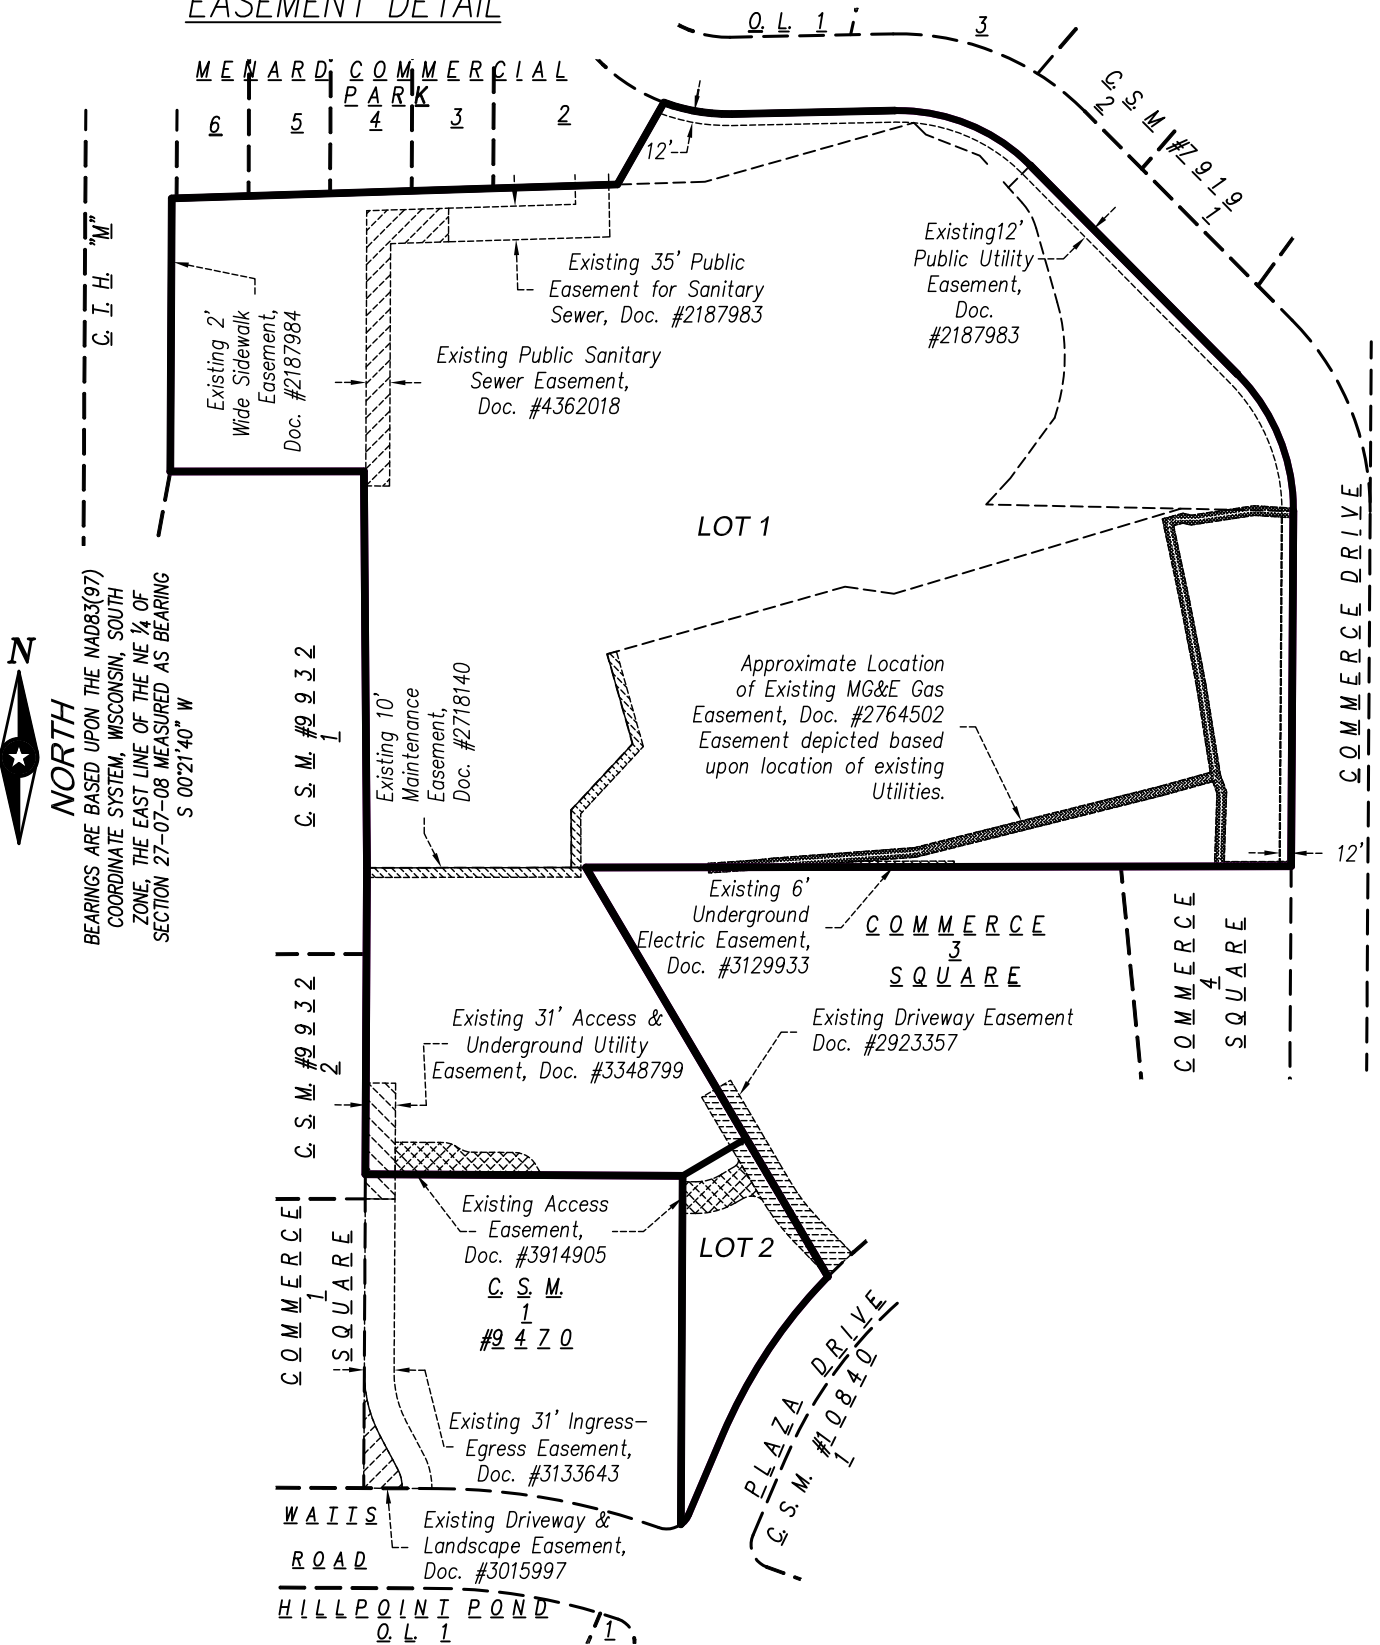 EASEMENT DETAIL
O. L. 1
3
MENARD COMMERCIAL
PARK
6
5
4
3
2
C. S. M. #7919
2
1
12'
C. T. H. "M"
Existing 2'
Wide Sidewalk
Easement,
Doc. #2187984
Existing 35' Public
Easement for Sanitary
Sewer, Doc. #2187983
Existing Public Sanitary
Sewer Easement,
Doc. #4362018
Existing12'
Public Utility
Easement,
Doc.
#2187983
LOT 1
COMMERCE DRIVE
N
NORTH
BEARINGS ARE BASED UPON THE NAD83(97)
COORDINATE SYSTEM, WISCONSIN, SOUTH
ZONE, THE EAST LINE OF THE NE ¼ OF
SECTION 27-07-08 MEASURED AS BEARING
S 00°21'40" W
C. S. M. #9932
1
Existing 10'
Maintenance
Easement,
Doc. #2718140
Approximate Location
of Existing MG&E Gas
Easement, Doc. #2764502
Easement depicted based
upon location of existing
Utilities.
12'
Existing 6'
Underground
Electric Easement,
Doc. #3129933
COMMERCE
3
SQUARE
COMMERCE
4
SQUARE
C. S. M. #9932
2
Existing 31' Access &
Underground Utility
Easement, Doc. #3348799
Existing Driveway Easement
Doc. #2923357
Existing Access
Easement,
Doc. #3914905
LOT 2
COMMERCE
1
SQUARE
C. S. M.
1
#9470
PLAZA DRIVE
C. S. M. #10840
1
Existing 31' Ingress-
Egress Easement,
Doc. #3133643
WATTS
ROAD
Existing Driveway &
Landscape Easement,
Doc. #3015997
HILLPOINT POND
O. L. 1
1